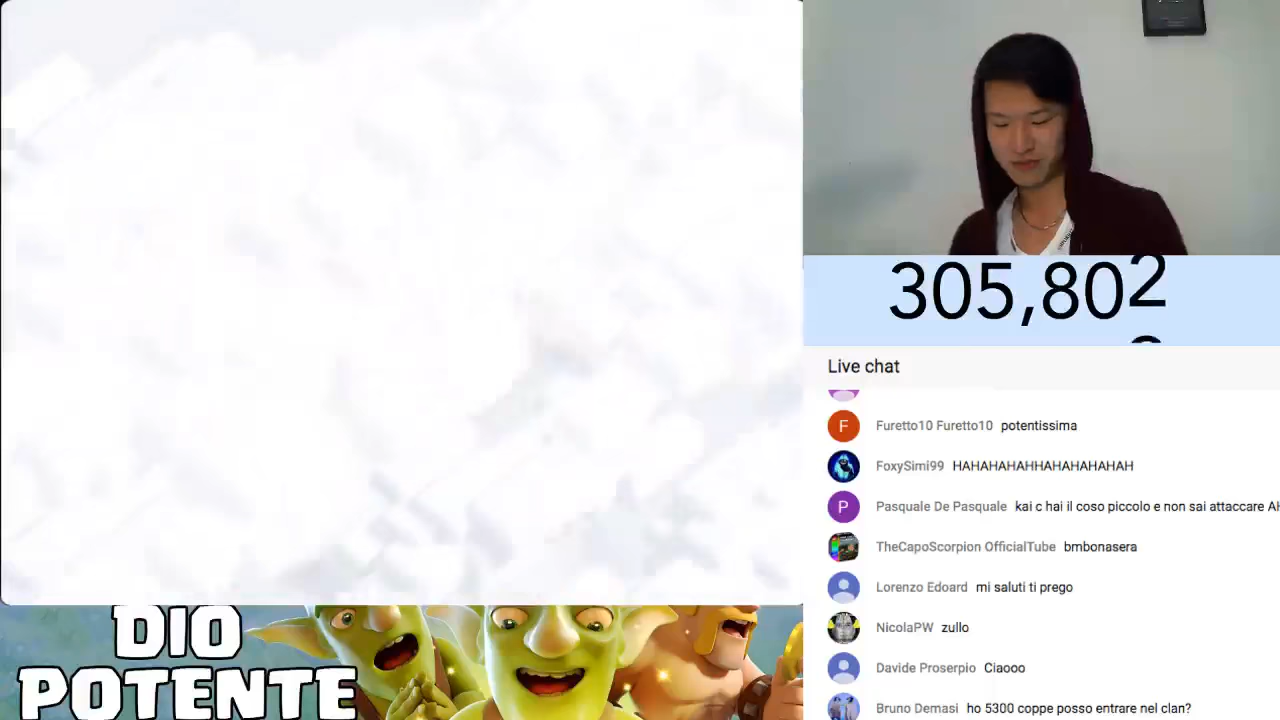 305,802
Live chat
Furetto10 Furetto10 potentissima
FoxySimi99 HAHAHAHAHHAHAHAHAHAH
Pasquale De Pasquale kai c hai il coso piccolo e non sai attaccare
TheCapoScorpion OfficialTube bmbonasera
Lorenzo Edoard mi saluti ti prego
NicolaPW zullo
Davide Proserpio Ciaooo
Bruno Demasi ho 5300 coppe posso entrare nel clan?
DIO
POTENTE